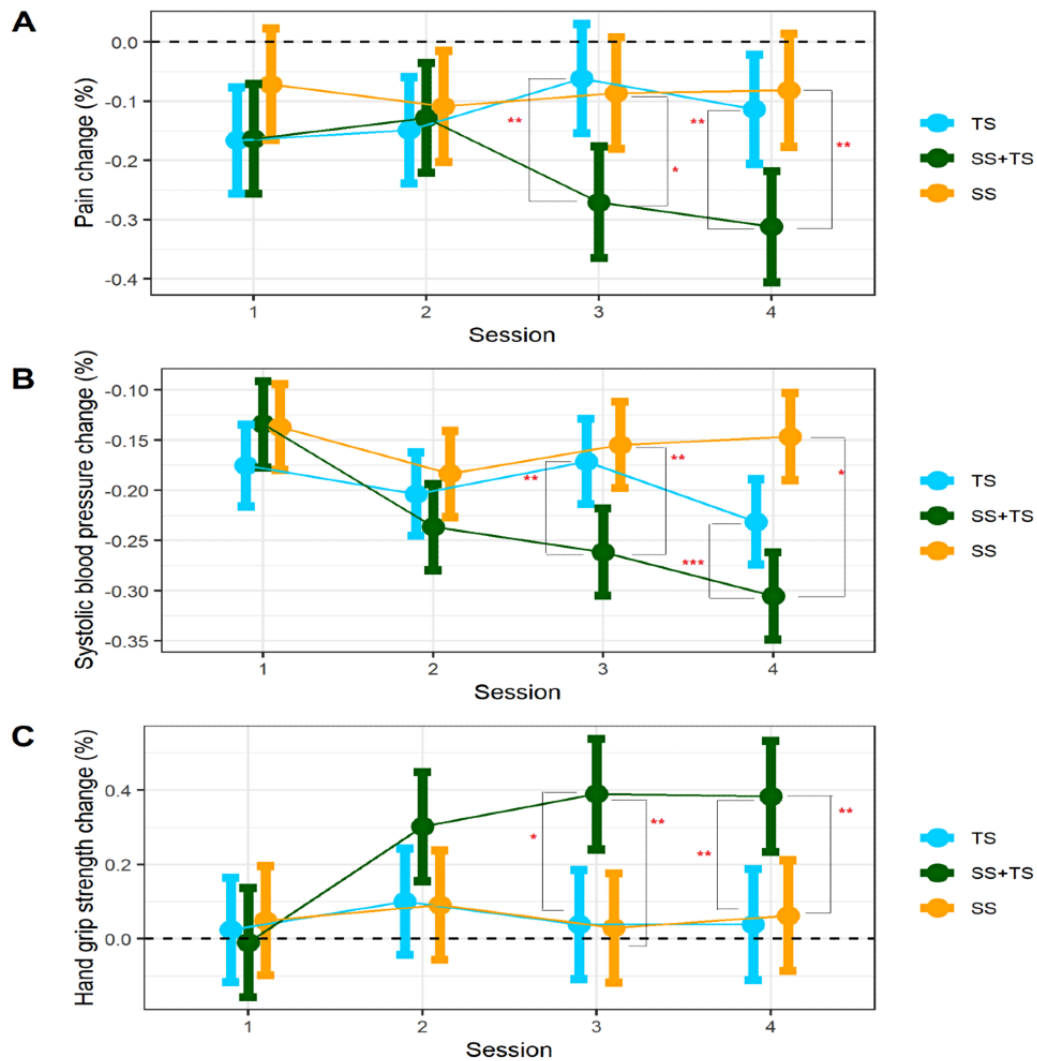 A
Pain change (%)
0.0
-0.1
-0.2
-0.3
-0.4
**
*
**
**
1 2 3 4
Session
TS
SS+TS
SS
B
Systolic blood pressure change (%)
-0.10
-0.15
-0.20
-0.25
-0.30
-0.35
**
**
***
*
1 2 3 4
Session
TS
SS+TS
SS
C
Hand grip strength change (%)
0.4
0.2
0.0
*
**
**
**
1 2 3 4
Session
TS
SS+TS
SS